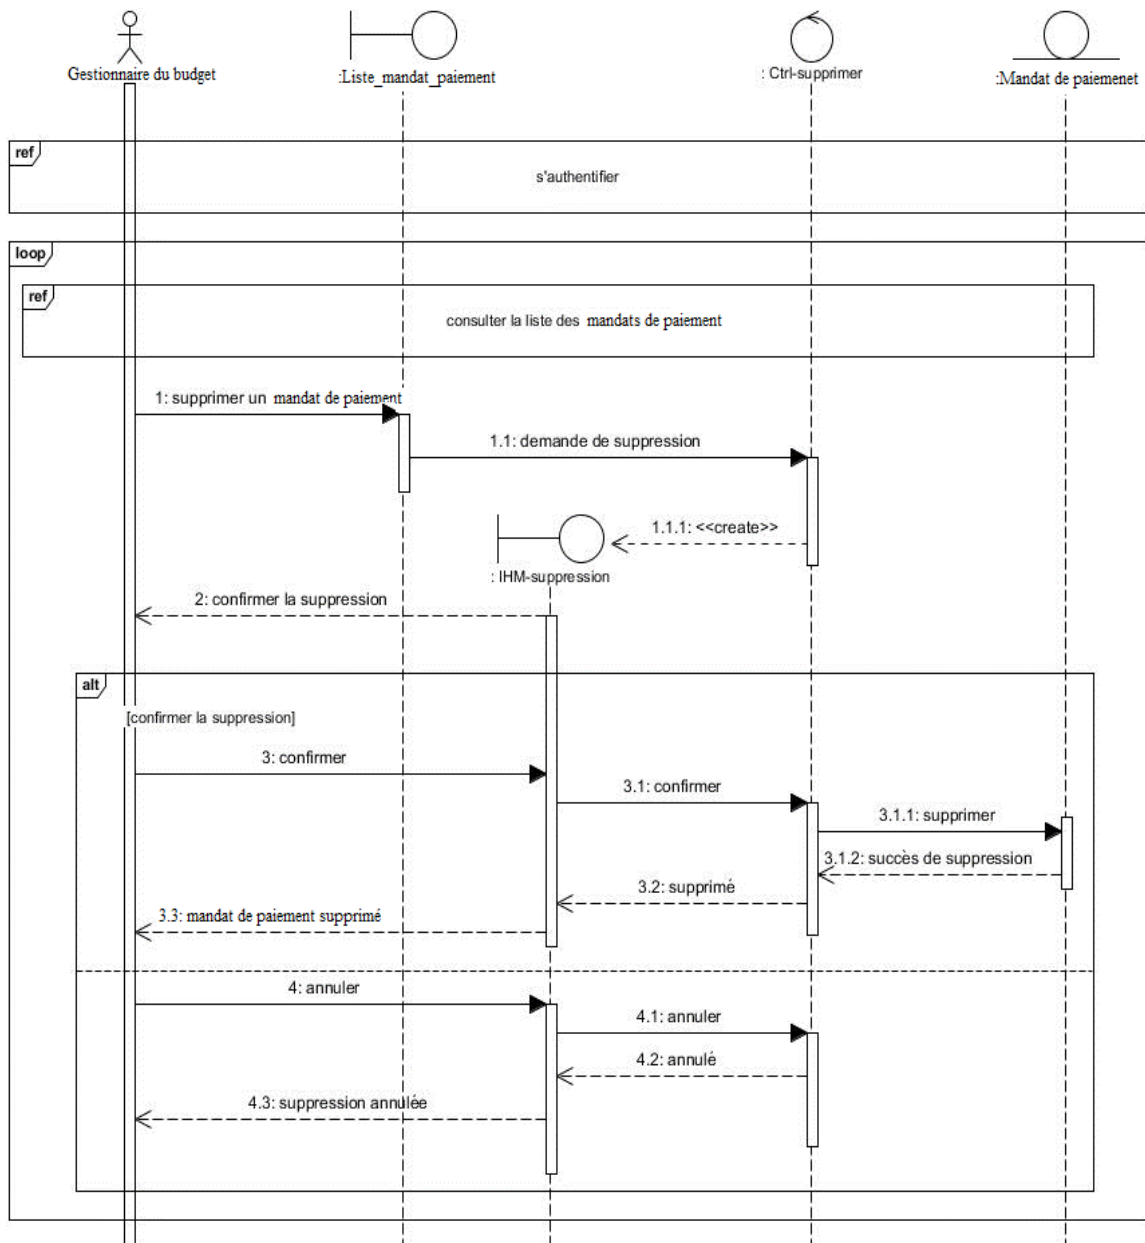 Gestionnaire du budget
:Liste_mandat_paiement
: Ctrl-supprimer
:Mandat de paiemenet
ref
s'authentifier
loop
ref
consulter la liste des mandats de paiement
1: supprimer un mandat de paiement
1.1: demande de suppression
1.1.1: <<create>>
: IHM-suppression
2: confirmer la suppression
alt
[confirmer la suppression]
3: confirmer
3.1: confirmer
3.1.1: supprimer
3.1.2: succès de suppression
3.2: supprimé
3.3: mandat de paiement supprimé
4: annuler
4.1: annuler
4.2: annulé
4.3: suppression annulée